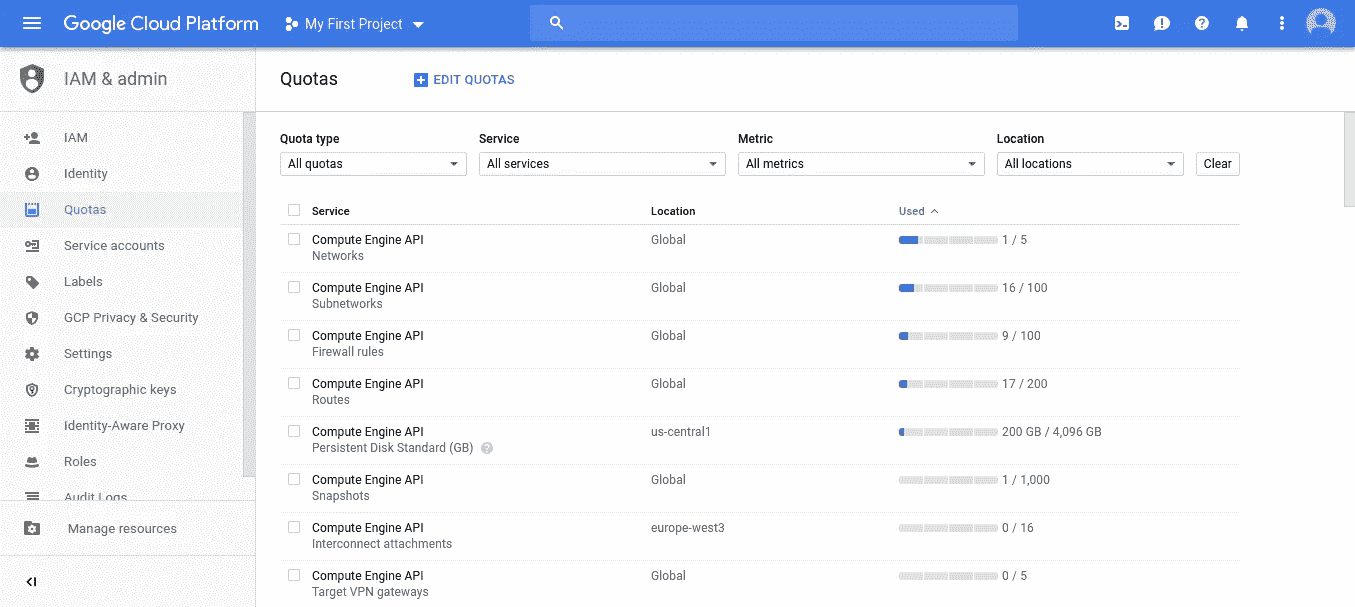 Google Cloud Platform
My First Project
IAM & admin
Quotas
EDIT QUOTAS
IAM
Identity
Quotas
Service accounts
Labels
GCP Privacy & Security
Settings
Cryptographic keys
Identity-Aware Proxy
Roles
Audit Logs
Manage resources
Quota type Service Metric Location
All quotas All services All metrics All locations Clear
Service Location Used
Compute Engine API Global 1 / 5
Networks
Compute Engine API Global 16 / 100
Subnetworks
Compute Engine API Global 9 / 100
Firewall rules
Compute Engine API Global 17 / 200
Routes
Compute Engine API us-central1 200 GB / 4,096 GB
Persistent Disk Standard (GB) ?
Compute Engine API Global 1 / 1,000
Snapshots
Compute Engine API europe-west3 0 / 16
Interconnect attachments
Compute Engine API Global 0 / 5
Target VPN gateways